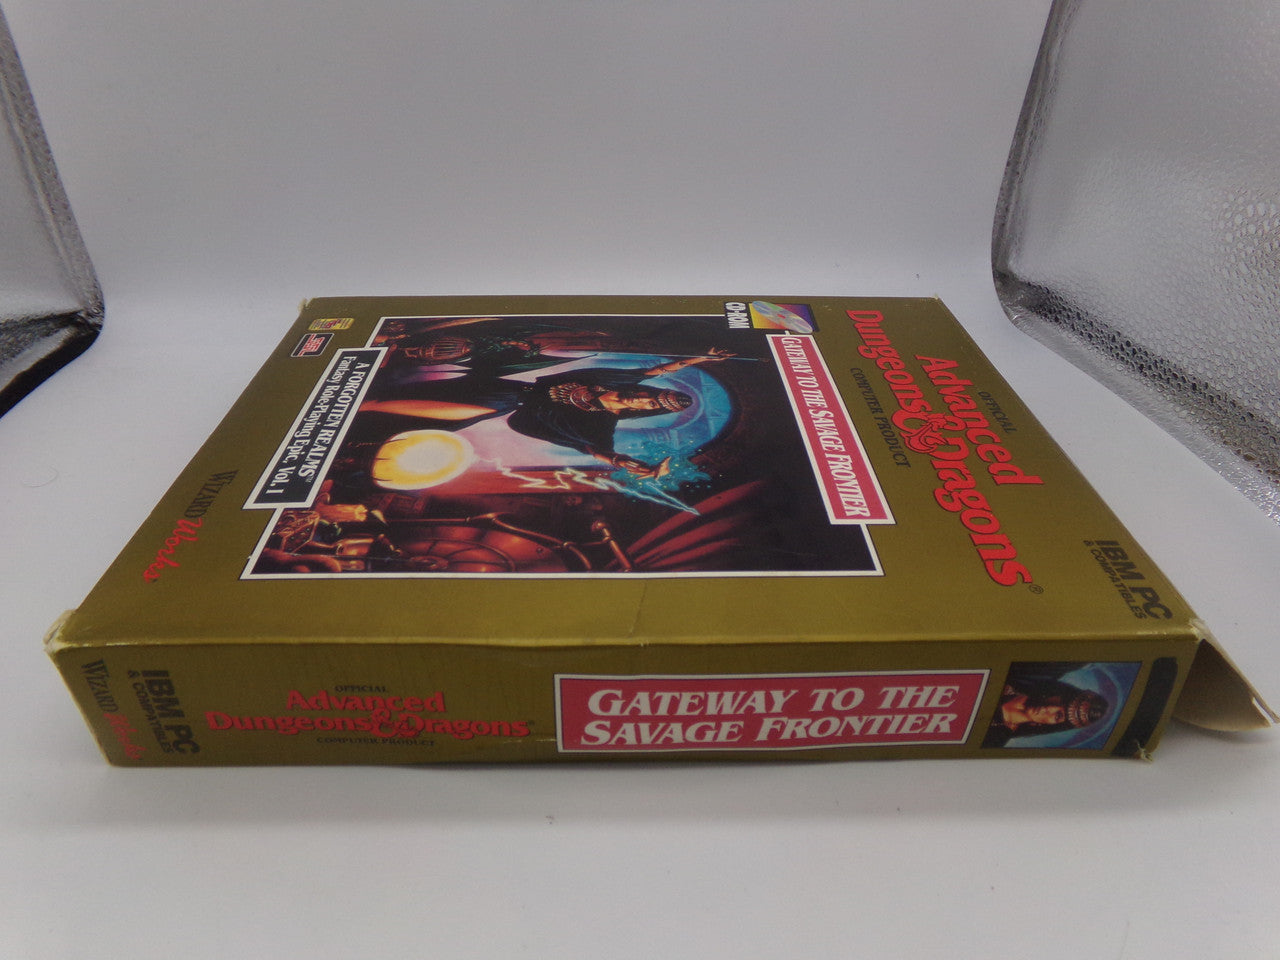 OFFICIAL
Advanced
Dungeons & Dragons®
COMPUTER PRODUCT
IBM PC
& COMPATIBLES
CD-ROM
GATEWAY TO THE SAVAGE FRONTIER
A FORGOTTEN REALMS™
Fantasy Role-Playing Epic, Vol. 1
WIZARD Works
WIZARD Works
IBM PC
& COMPATIBLES
OFFICIAL
Advanced
Dungeons & Dragons®
COMPUTER PRODUCT
GATEWAY TO THE
SAVAGE FRONTIER